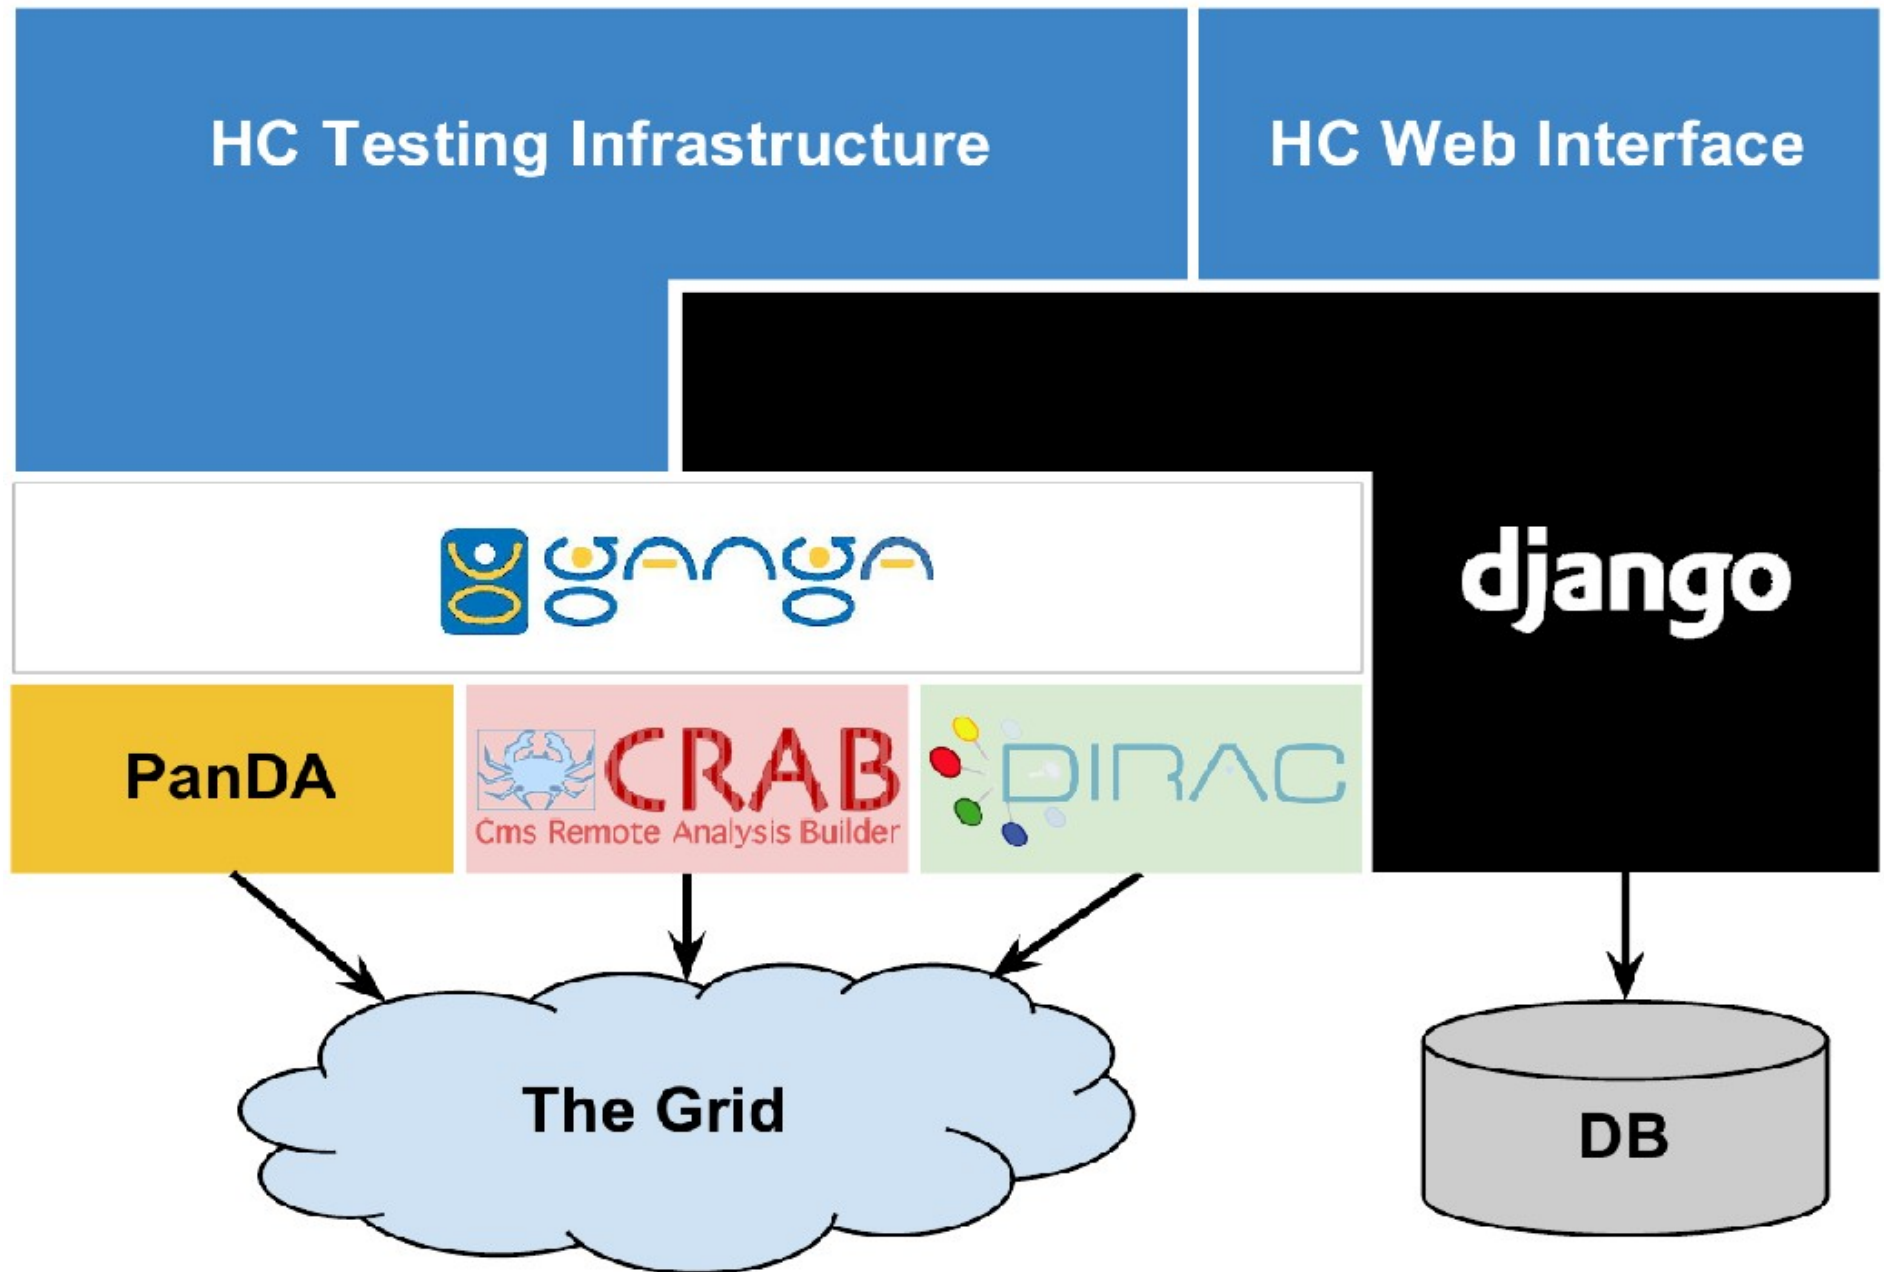 HC Testing Infrastructure
HC Web Interface
ganga
django
PanDA
CRAB
Cms Remote Analysis Builder
DIRAC
The Grid
DB